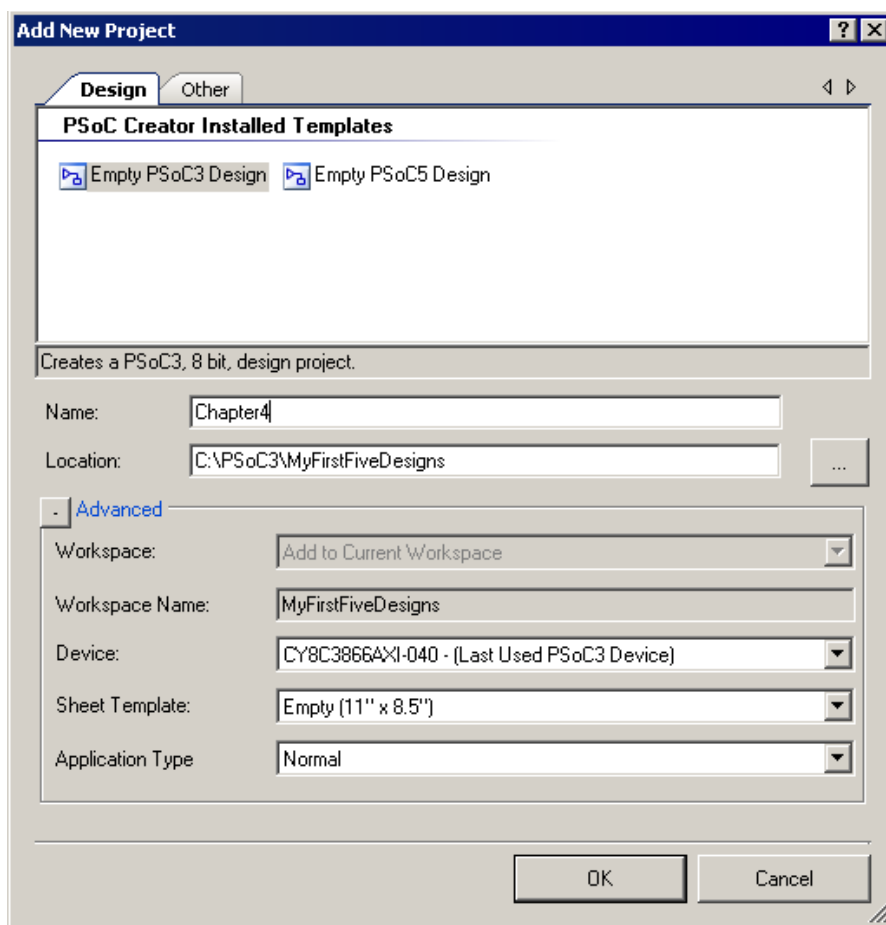 Add New Project
Design Other
PSoC Creator Installed Templates
Empty PSoC3 Design Empty PSoC5 Design
Creates a PSoC3, 8 bit, design project.
Name: Chapter4
Location: C:\PSoC3\MyFirstFiveDesigns ...
- Advanced
Workspace: Add to Current Workspace
Workspace Name: MyFirstFiveDesigns
Device: CY8C3866AXI-040 - (Last Used PSoC3 Device)
Sheet Template: Empty (11" x 8.5")
Application Type Normal
OK Cancel